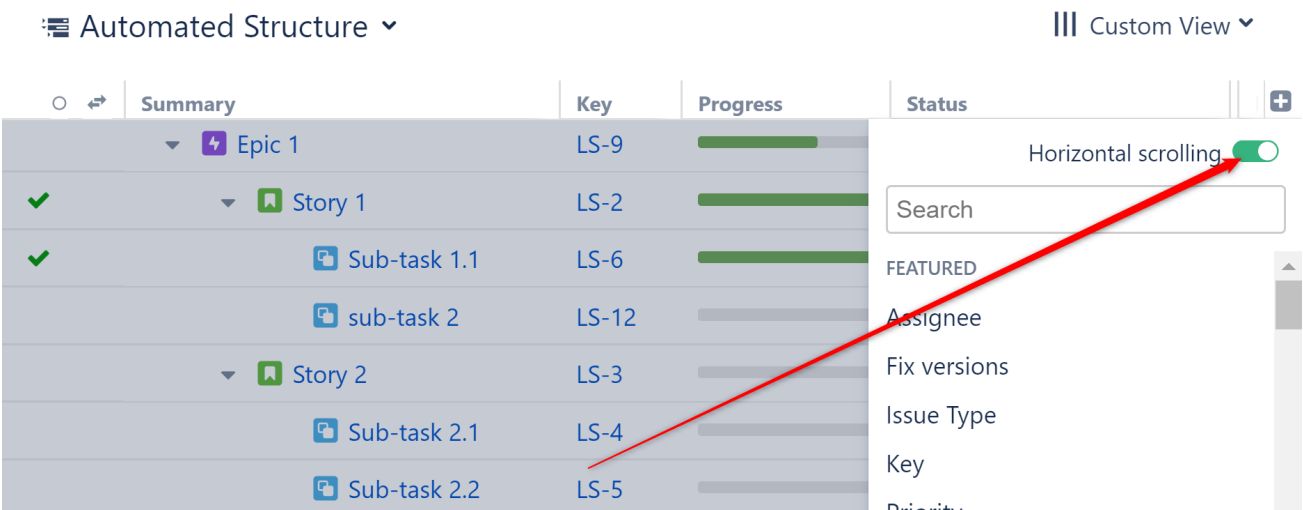 Automated Structure
Custom View
Summary Key Progress Status
Epic 1 LS-9
Horizontal scrolling
Story 1 LS-2
Search
Sub-task 1.1 LS-6
FEATURED
sub-task 2 LS-12
Assignee
Fix versions
Story 2 LS-3
Issue Type
Sub-task 2.1 LS-4
Key
Sub-task 2.2 LS-5
Priority